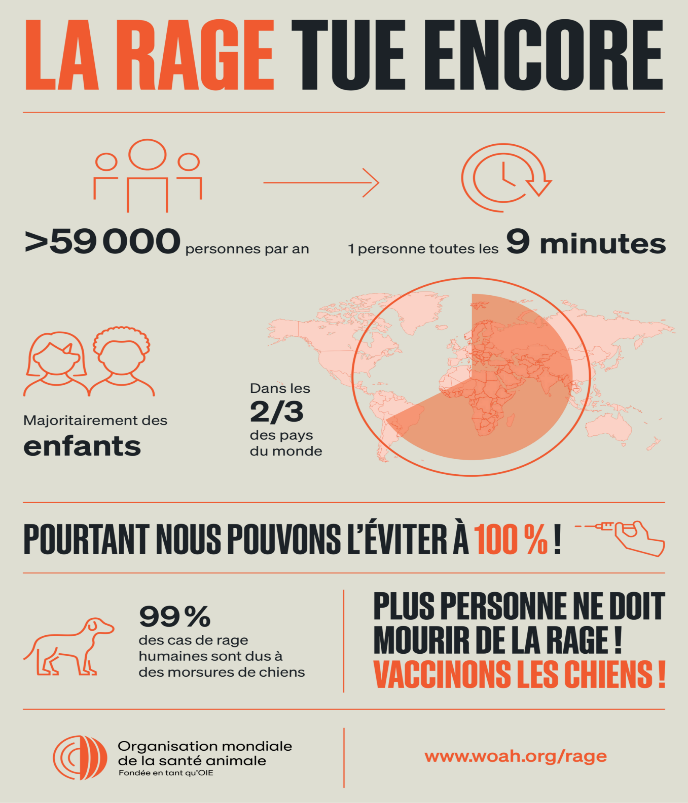 LA RAGE TUE ENCORE
>59 000 personnes par an
1 personne toutes les 9 minutes
Majoritairement des
enfants
Dans les
2/3
des pays
du monde
POURTANT NOUS POUVONS L'ÉVITER À 100 % !
99 %
des cas de rage
humaines sont dus à
des morsures de chiens
PLUS PERSONNE NE DOIT
MOURIR DE LA RAGE !
VACCINONS LES CHIENS !
Organisation mondiale
de la santé animale
Fondée en tant qu'OIE
www.woah.org/rage